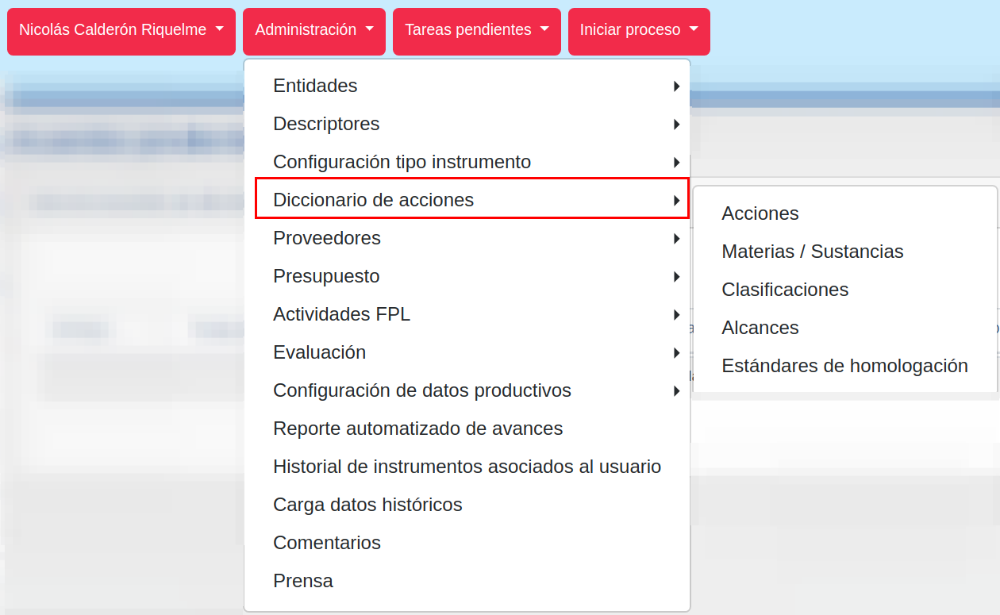 Nicolás Calderón Riquelme Administración Tareas pendientes Iniciar proceso
Entidades
Descriptores
Configuración tipo instrumento
Diccionario de acciones
Proveedores
Presupuesto
Actividades FPL
Evaluación
Configuración de datos productivos
Reporte automatizado de avances
Historial de instrumentos asociados al usuario
Carga datos históricos
Comentarios
Prensa
Acciones
Materias / Sustancias
Clasificaciones
Alcances
Estándares de homologación